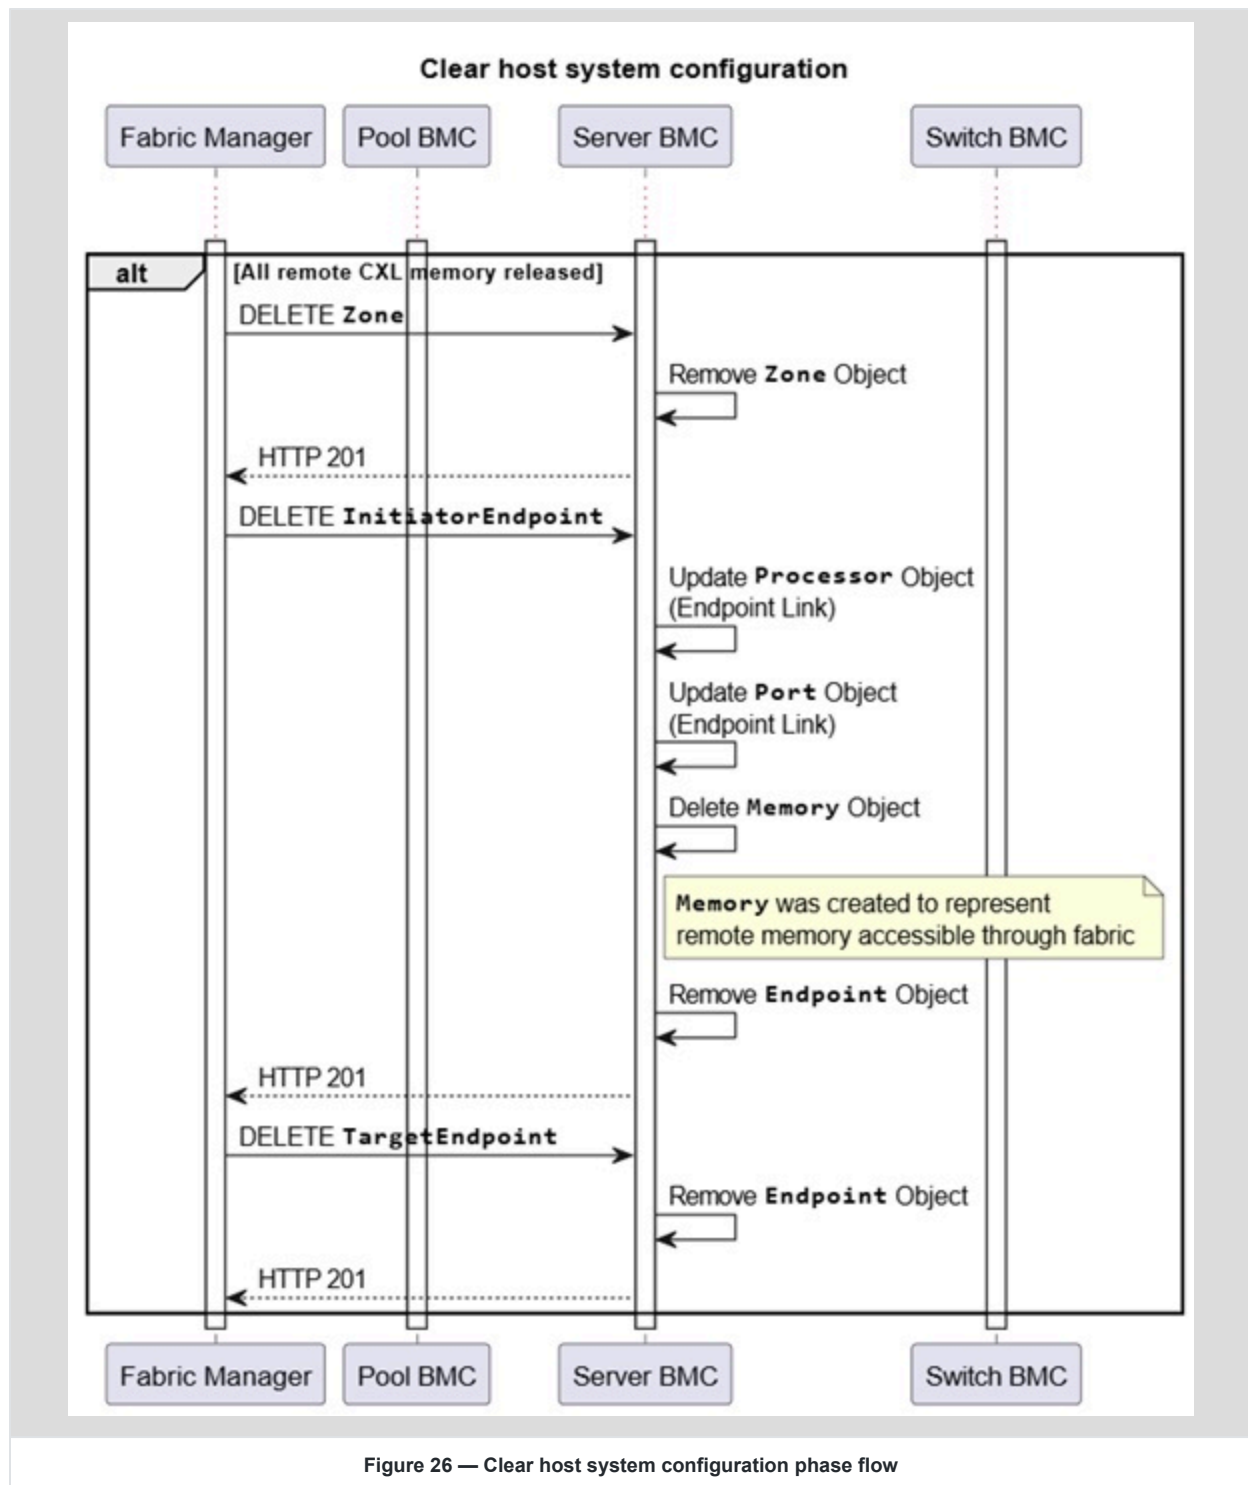 Clear host system configuration
Fabric Manager
Pool BMC
Server BMC
Switch BMC
alt
[All remote CXL memory released]
DELETE Zone
Remove Zone Object
HTTP 201
DELETE InitiatorEndpoint
Update Processor Object
(Endpoint Link)
Update Port Object
(Endpoint Link)
Delete Memory Object
Memory was created to represent
remote memory accessible through fabric
Remove Endpoint Object
HTTP 201
DELETE TargetEndpoint
Remove Endpoint Object
HTTP 201
Fabric Manager
Pool BMC
Server BMC
Switch BMC
Figure 26 — Clear host system configuration phase flow